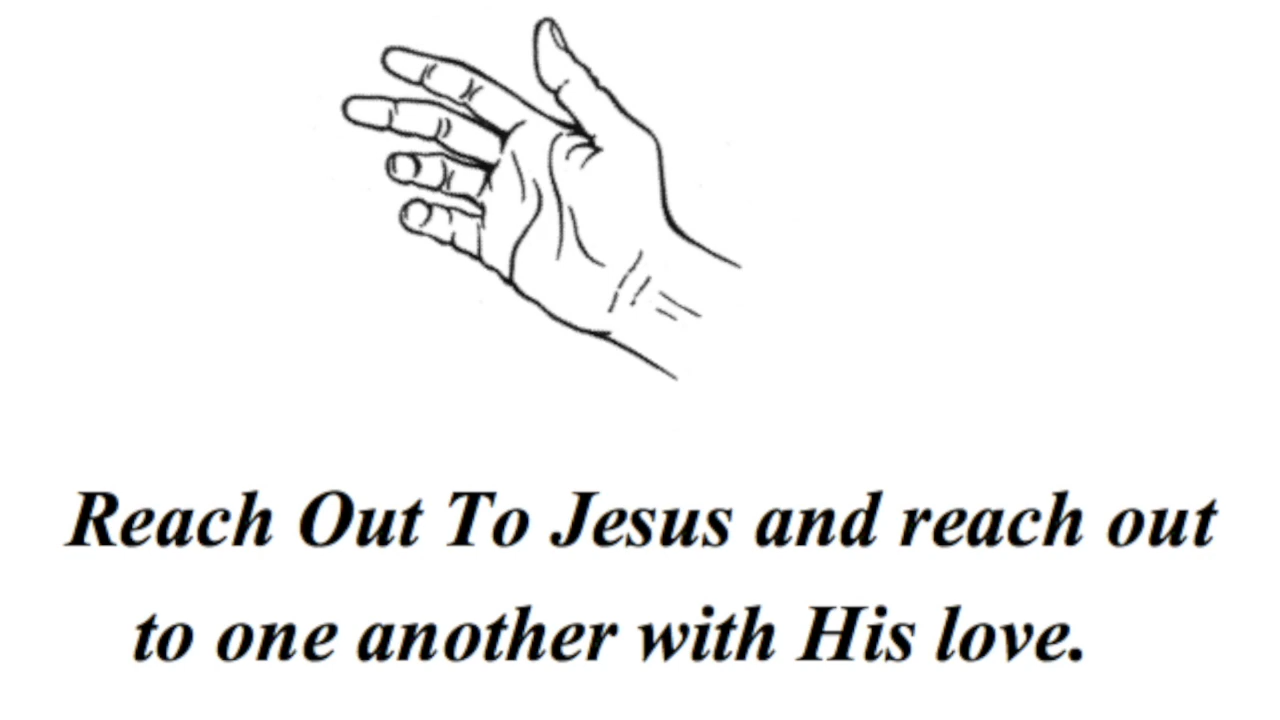 Reach Out To Jesus and reach out
to one another with His love.